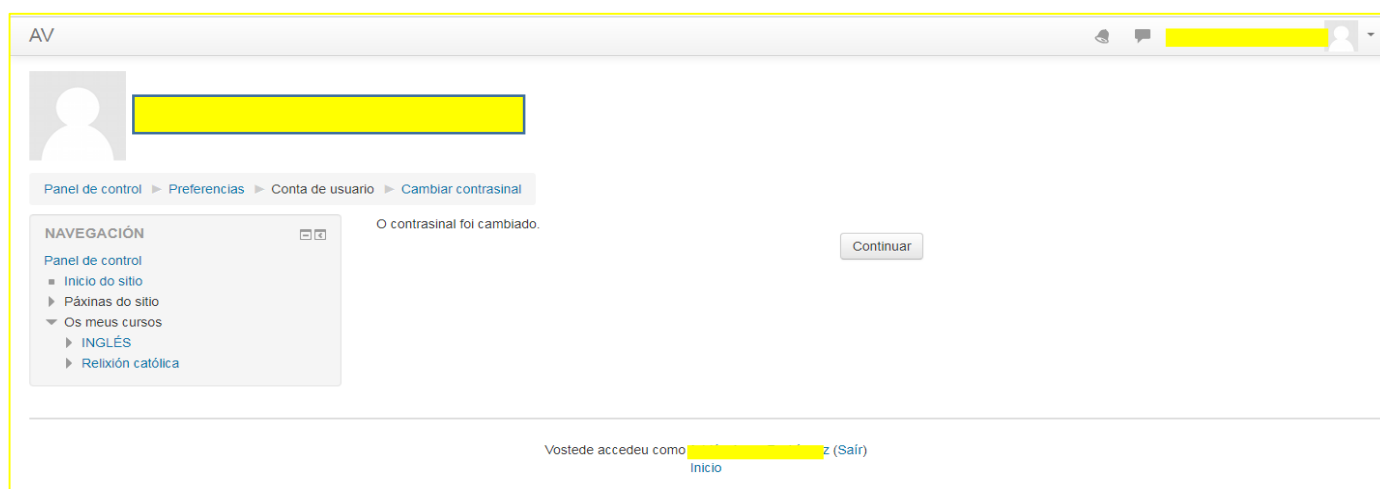 AV
Panel de control Preferencias Conta de usuario Cambiar contrasinal
NAVEGACIÓN
Panel de control
Inicio do sitio
Páxinas do sitio
Os meus cursos
INGLÉS
Relixión católica
O contrasinal foi cambiado.
Continuar
Vostede accedeu como z (Saír)
Inicio